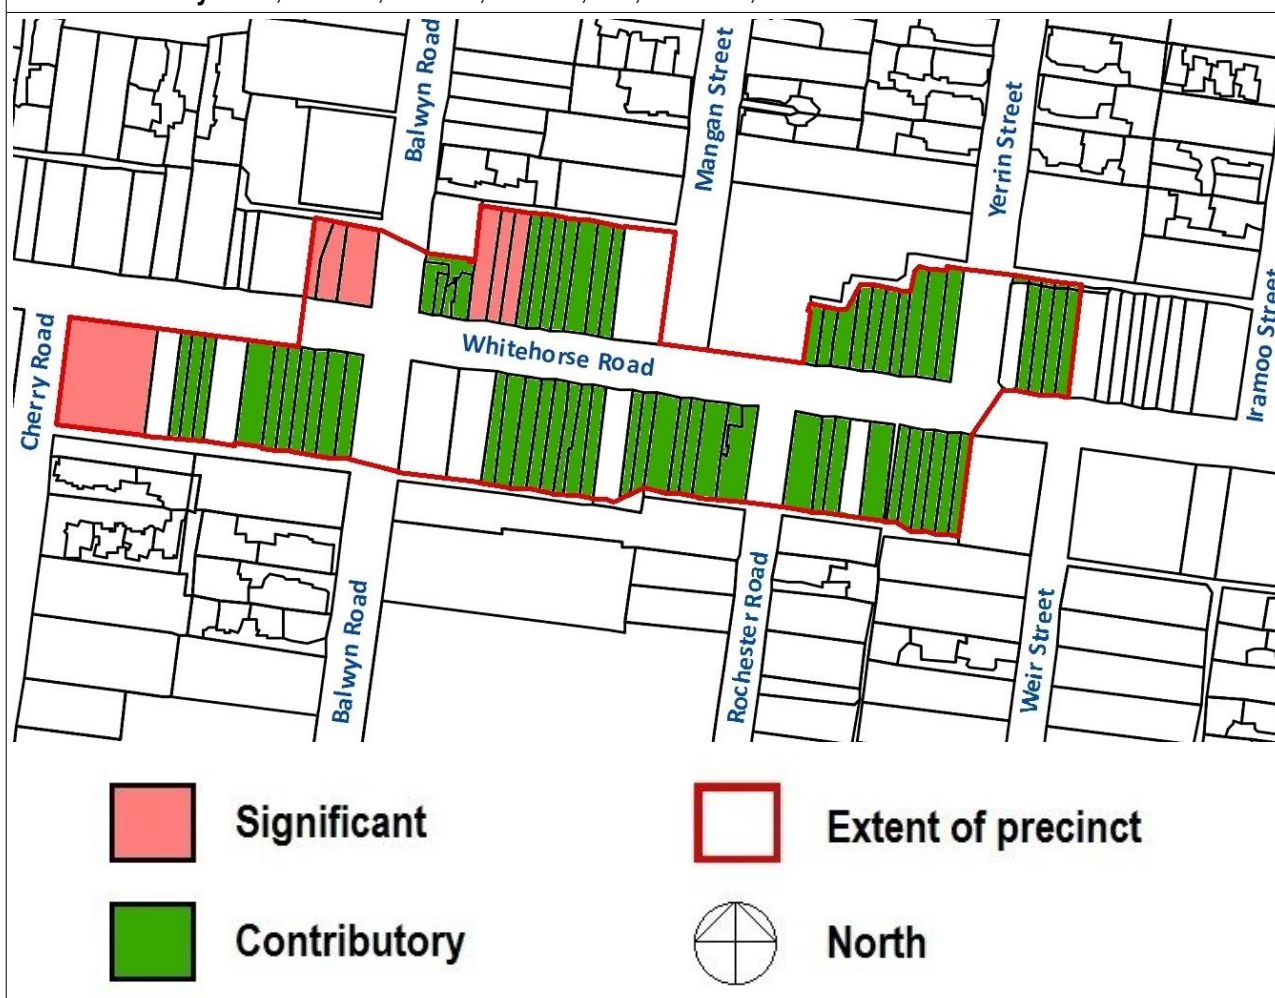 Balwyn Road
Mangan Street
Yerrin Street
Iramoo Street
Cherry Road
Whitehorse Road
Balwyn Road
Rochester Road
Weir Street
Significant
Extent of precinct
Contributory
North